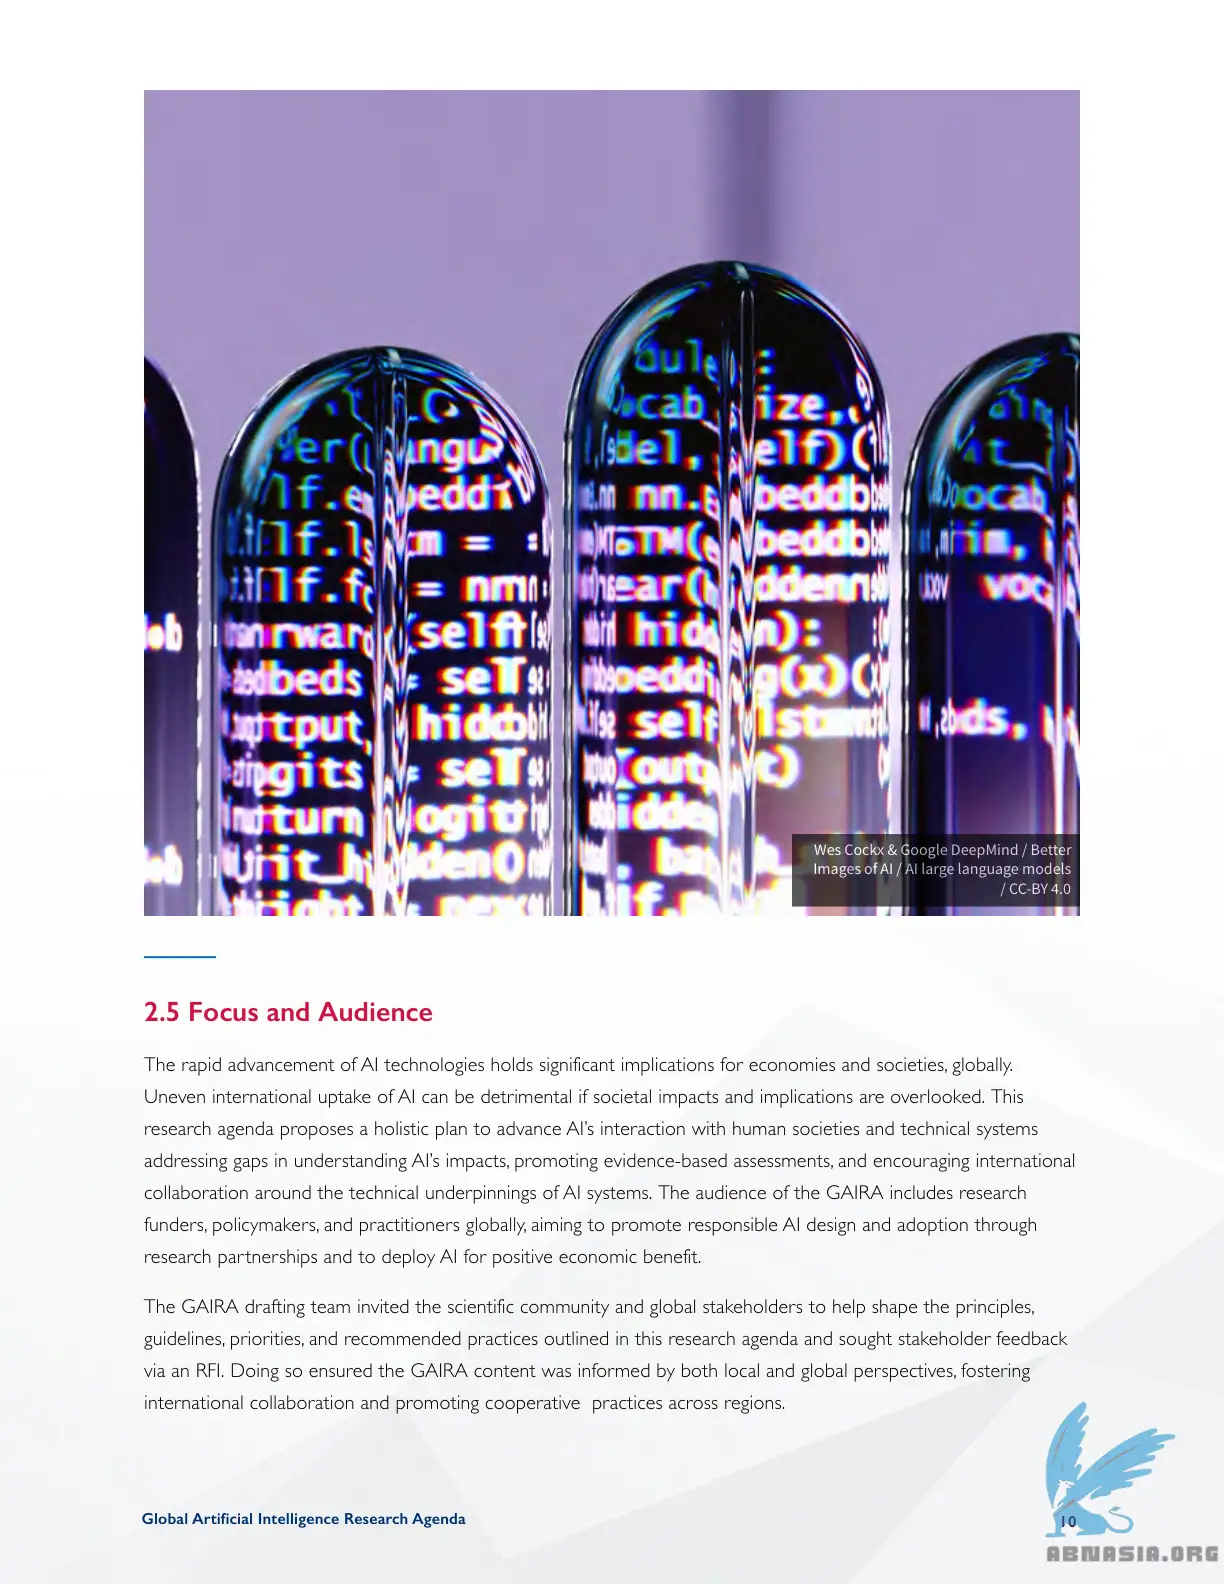 Wes Cockx & Google DeepMind / Better
Images of AI / AI large language models
/ CC-BY 4.0
2.5 Focus and Audience
The rapid advancement of AI technologies holds significant implications for economies and societies, globally.
Uneven international uptake of AI can be detrimental if societal impacts and implications are overlooked. This
research agenda proposes a holistic plan to advance AI’s interaction with human societies and technical systems
addressing gaps in understanding AI’s impacts, promoting evidence-based assessments, and encouraging international
collaboration around the technical underpinnings of AI systems. The audience of the GAIRA includes research
funders, policymakers, and practitioners globally, aiming to promote responsible AI design and adoption through
research partnerships and to deploy AI for positive economic benefit.
The GAIRA drafting team invited the scientific community and global stakeholders to help shape the principles,
guidelines, priorities, and recommended practices outlined in this research agenda and sought stakeholder feedback
via an RFI. Doing so ensured the GAIRA content was informed by both local and global perspectives, fostering
international collaboration and promoting cooperative practices across regions.
Global Artificial Intelligence Research Agenda
10
ABNASIA.ORG